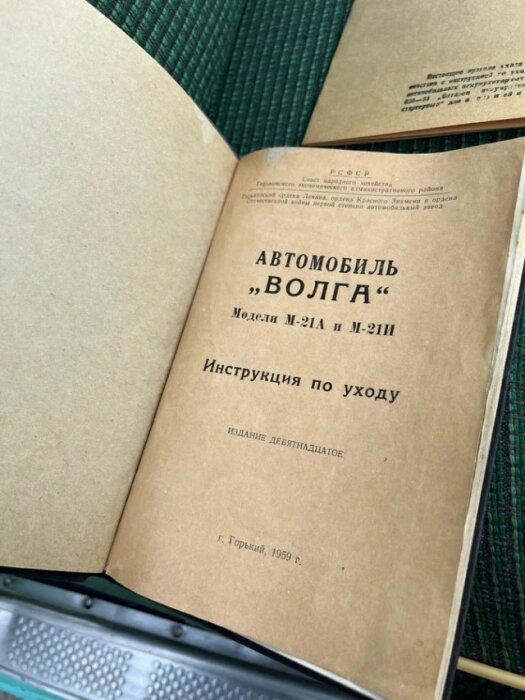 Настоящее
РСФСР
Совет народного хозяйства
Горьковского экономического административного района
Горьковский ордена Ленина, ордена Красного Знамени и ордена
Отечественной войны первой степени автомобильный завод
АВТОМОБИЛЬ
„ВОЛГА“
Модели М-21А и М-21И
Инструкция по уходу
ИЗДАНИЕ ДЕВЯТНАДЦАТОЕ
г. Горький, 1959 г.